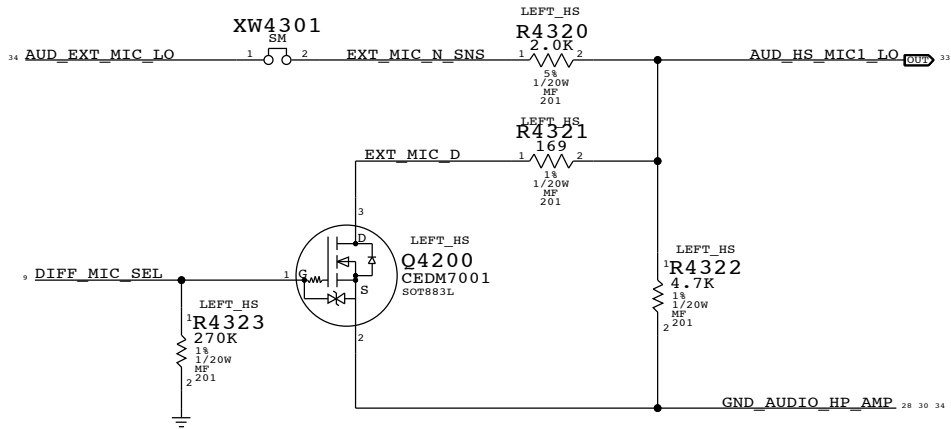 LEFT_HS
XW4301
SM
R4320
2.0K
34 AUD_EXT_MIC_LO
1 2
EXT_MIC_N_SNS
1 2
AUD_HS_MIC1_LO
OUT
33
5%
1/20W
MF
201
LEFT_HS
R4321
169
EXT_MIC_D
1 2
1%
1/20W
MF
201
3
D
LEFT_HS
Q4200
CEDM7001
SOT883L
9 DIFF_MIC_SEL
1
G
S
2
LEFT_HS
1 R4322
4.7K
1%
1/20W
MF
2 201
LEFT_HS
1 R4323
270K
1%
1/20W
MF
2 201
GND_AUDIO_HP_AMP
28 30 34